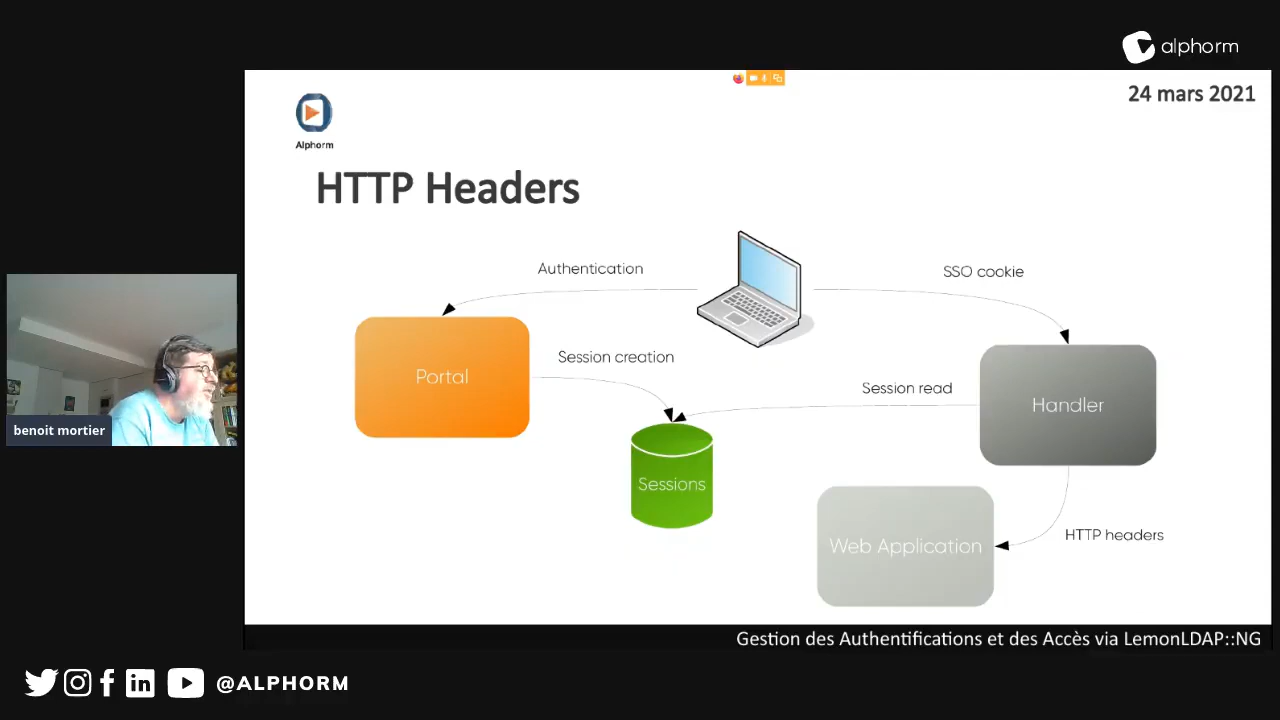 alphorm
24 mars 2021
Alphorm
HTTP Headers
Authentication
SSO cookie
Session creation
Portal
Session read
Handler
Sessions
HTTP headers
Web Application
benoit mortier
Gestion des Authentifications et des Accès via LemonLDAP::NG
@ALPHORM